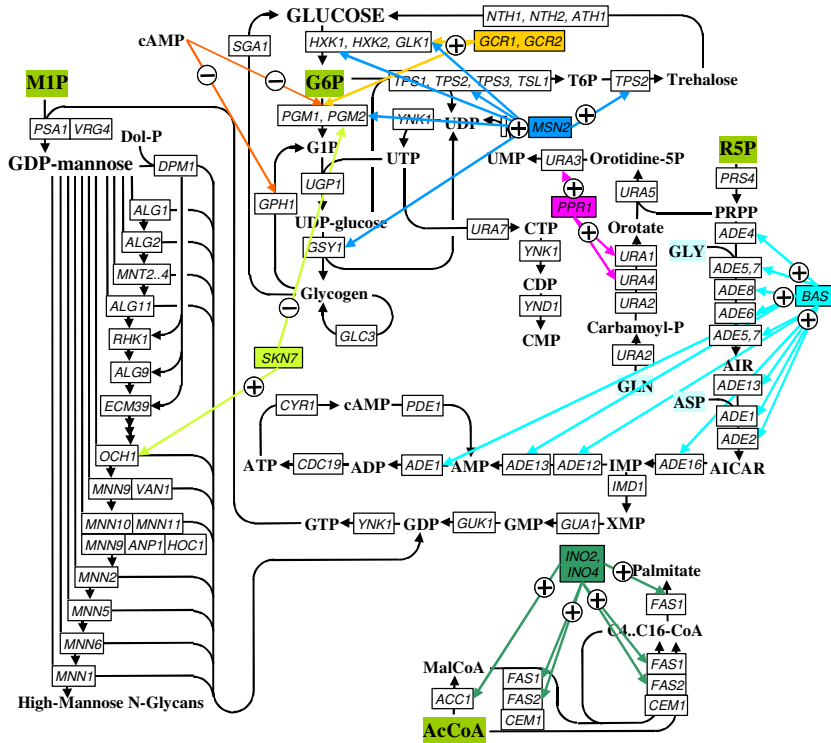 GLUCOSE
NTH1, NTH2, ATH1
cAMP
SGA1
HXK1, HXK2, GLK1
+
GCR1, GCR2
−
−
M1P
G6P
TPS1, TPS2, TPS3, TSL1
T6P
TPS2
Trehalose
PSA1 VRG4
Dol-P
PGM1, PGM2
YNK1
UDP
+
MSN2
+
R5P
GDP-mannose
DPM1
G1P
UTP
UMP
URA3
Orotidine-5P
PRS4
UGP1
+
URA5
ALG1
GPH1
PPR1
PRPP
UDP-glucose
URA7
CTP
+
Orotate
ADE4
ALG2
GSY1
YNK1
URA1
GLY
MNT2..4
ADE5,7
+
URA4
CDP
ADE8
+
BAS
Glycogen
ALG11
−
YND1
URA2
ADE6
+
RHK1
GLC3
CMP
Carbamoyl-P
ADE5,7
SKN7
URA2
AIR
ALG9
+
GLN
ADE13
ECM39
CYR1
cAMP
PDE1
ASP
ADE1
ADE2
OCH1
ATP
CDC19
ADP
ADE1
AMP
ADE13
ADE12
IMP
ADE16
AICAR
MNN9 VAN1
IMD1
MNN10 MNN11
GTP
YNK1
GDP
GUK1
GMP
GUA1
XMP
MNN9 ANP1 HOC1
INO2,
INO4
MNN2
+
+
Palmitate
MNN5
+
+
FAS1
MNN6
C4..C16-CoA
MNN1
MalCoA
FAS1
FAS1
High-Mannose N-Glycans
ACC1
FAS2
FAS2
CEM1
CEM1
AcCoA